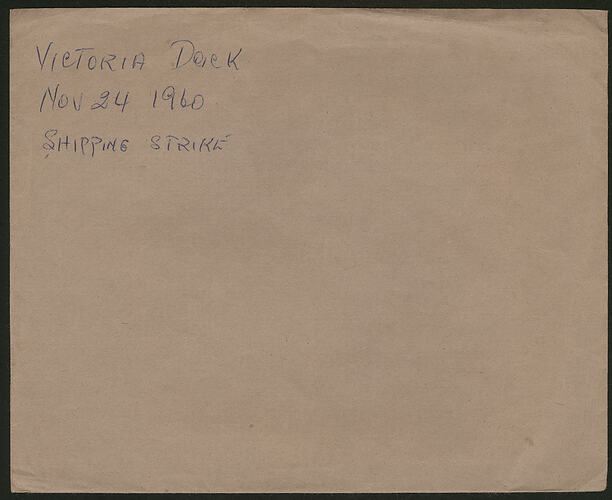 VICTORIA DOCK
NOV 24 1960
SHIPPING STRIKE